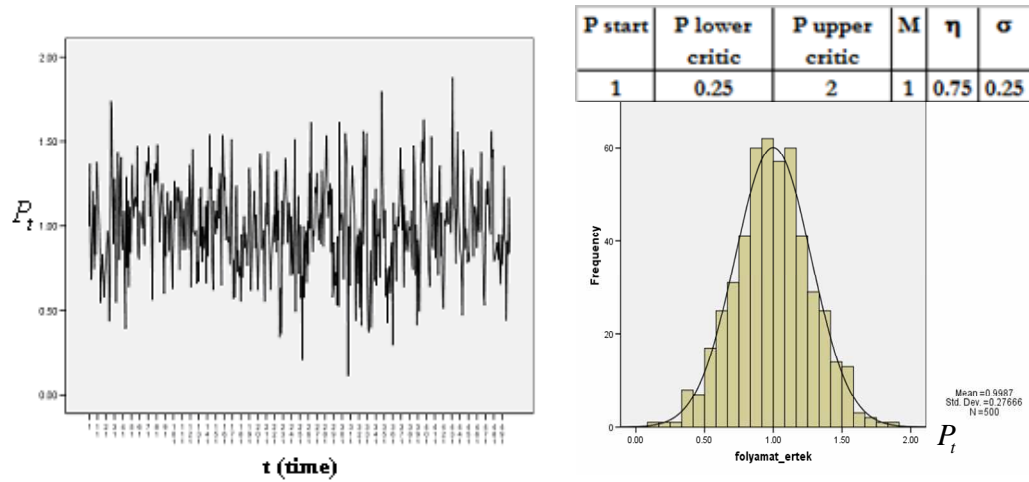 2.00
1.50
1.00
0.50
0.00
P_t
t (time)
P start P lower critic P upper critic M η σ
1 0.25 2 1 0.75 0.25
60
40
20
0
Frequency
0.00 0.50 1.00 1.50 2.00
folyamat_ertek
P_t
Mean =0.9987
Std. Dev. =0.27666
N =500